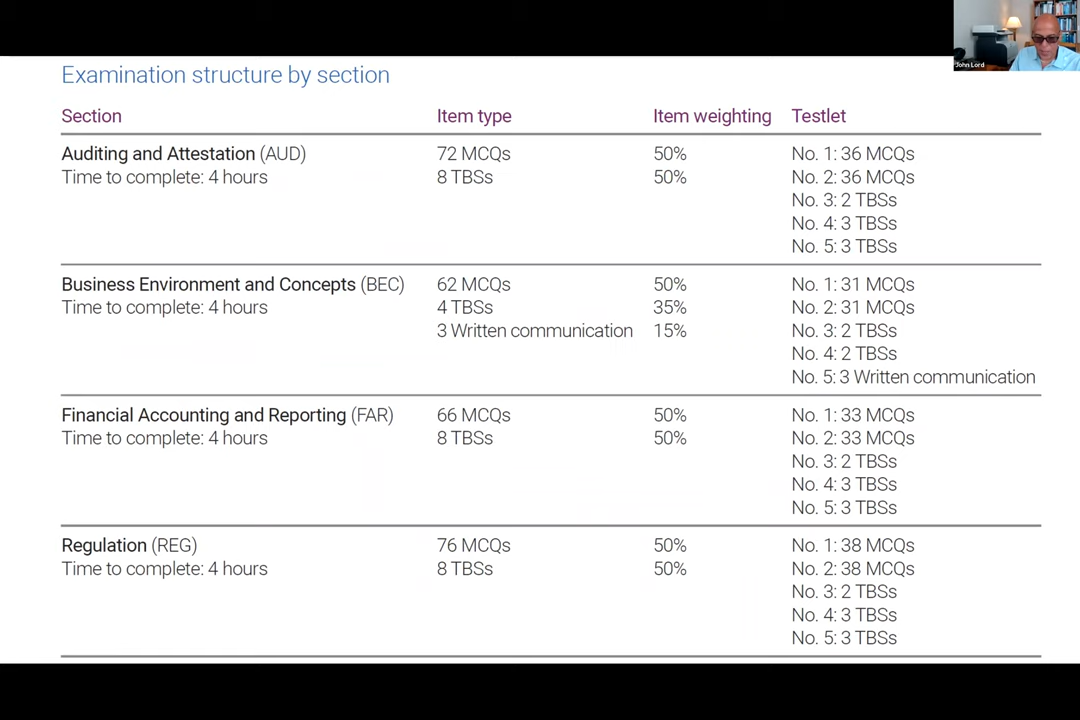 John Lord
Examination structure by section
Section Item type Item weighting Testlet
Auditing and Attestation (AUD) 72 MCQs 50% No. 1: 36 MCQs
Time to complete: 4 hours 8 TBSs 50% No. 2: 36 MCQs
No. 3: 2 TBSs
No. 4: 3 TBSs
No. 5: 3 TBSs
Business Environment and Concepts (BEC) 62 MCQs 50% No. 1: 31 MCQs
Time to complete: 4 hours 4 TBSs 35% No. 2: 31 MCQs
3 Written communication 15% No. 3: 2 TBSs
No. 4: 2 TBSs
No. 5: 3 Written communication
Financial Accounting and Reporting (FAR) 66 MCQs 50% No. 1: 33 MCQs
Time to complete: 4 hours 8 TBSs 50% No. 2: 33 MCQs
No. 3: 2 TBSs
No. 4: 3 TBSs
No. 5: 3 TBSs
Regulation (REG) 76 MCQs 50% No. 1: 38 MCQs
Time to complete: 4 hours 8 TBSs 50% No. 2: 38 MCQs
No. 3: 2 TBSs
No. 4: 3 TBSs
No. 5: 3 TBSs